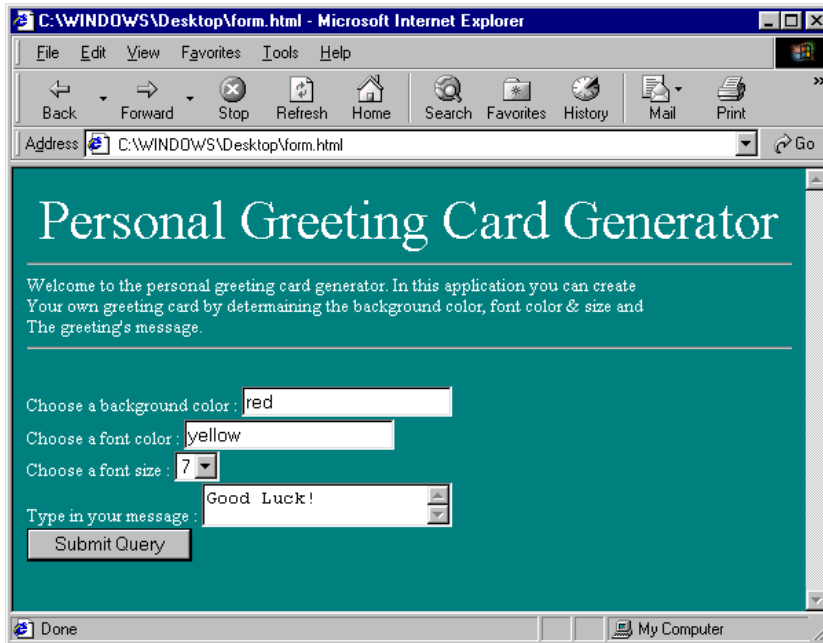 C:\WINDOWS\Desktop\form.html - Microsoft Internet Explorer
File Edit View Favorites Tools Help
Back Forward Stop Refresh Home Search Favorites History Mail Print »
Address C:\WINDOWS\Desktop\form.html Go
Personal Greeting Card Generator
Welcome to the personal greeting card generator. In this application you can create
Your own greeting card by determaining the background color, font color & size and
The greeting's message.
Choose a background color : red
Choose a font color : yellow
Choose a font size : 7
Type in your message : Good Luck!
Submit Query
Done My Computer